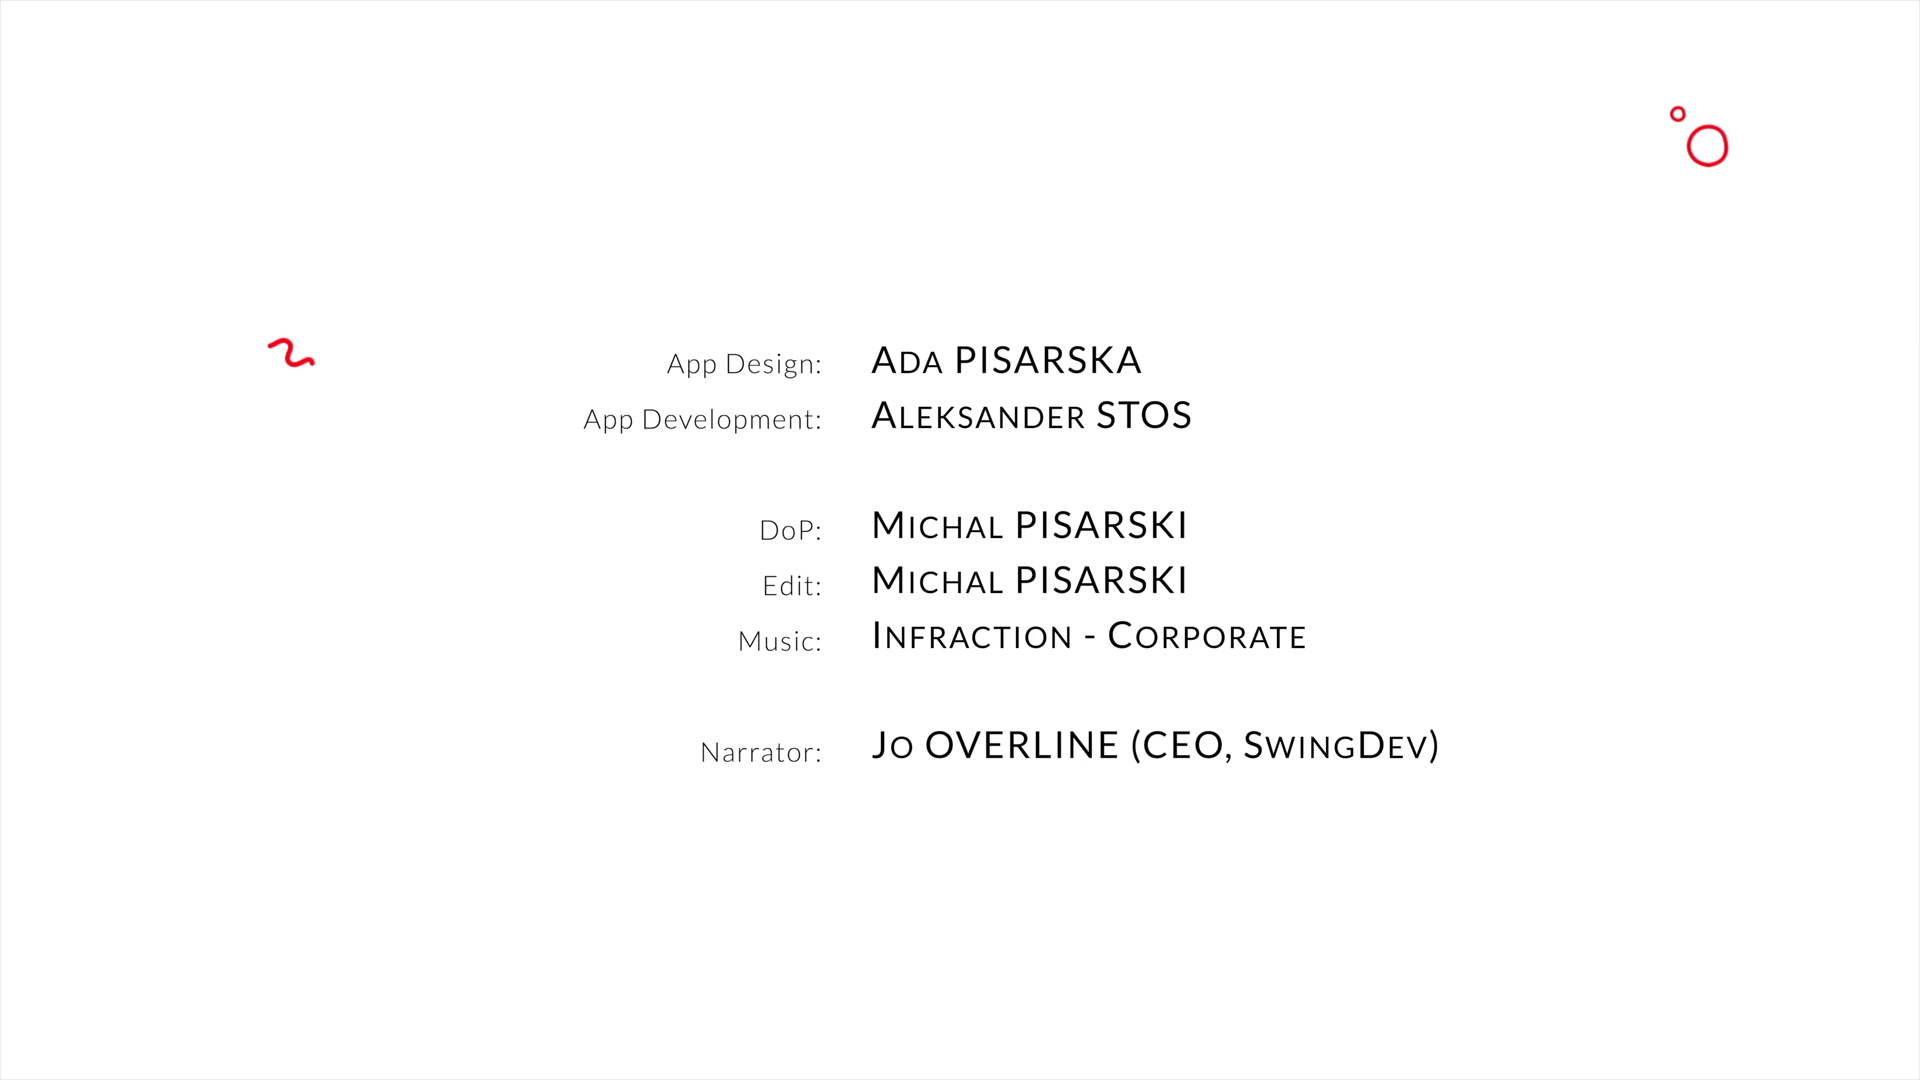 App Design: Ada PISARSKA
App Development: Aleksander STOS
DoP: Michal PISARSKI
Edit: Michal PISARSKI
Music: Infraction - Corporate
Narrator: Jo OVERLINE (CEO, SwingDev)